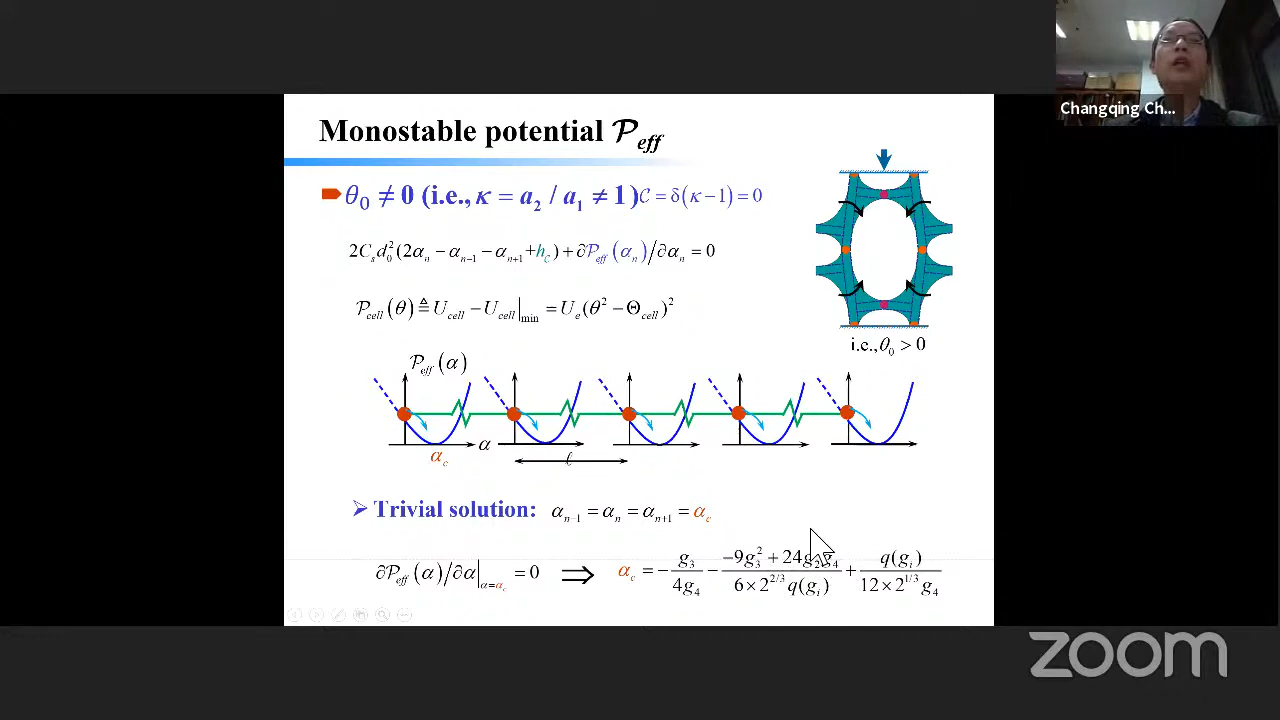 Changqing Ch...
Monostable potential 𝒫_eff
θ₀ ≠ 0 (i.e., κ = a₂ / a₁ ≠ 1) 𝒞 = δ(κ − 1) = 0
2C_s d₀²(2α_n − α_{n−1} − α_{n+1} + h_C) + ∂𝒫_eff(α_n)/∂α_n = 0
𝒫_cell(θ) ≜ U_cell − U_cell|_min = U_e(θ² − Θ_cell)²
i.e., θ₀ > 0
𝒫_eff(α)
α
α_c
ℓ
➢ Trivial solution: α_{n−1} = α_n = α_{n+1} = α_c
∂𝒫_eff(α)/∂α|_{α=α_c} = 0 ⇒ α_c = −g₃/(4g₄) − (−9g₃² + 24g₂g₄)/(6×2^{2/3} q(g_i)) + q(g_i)/(12×2^{1/3} g₄)
zoom